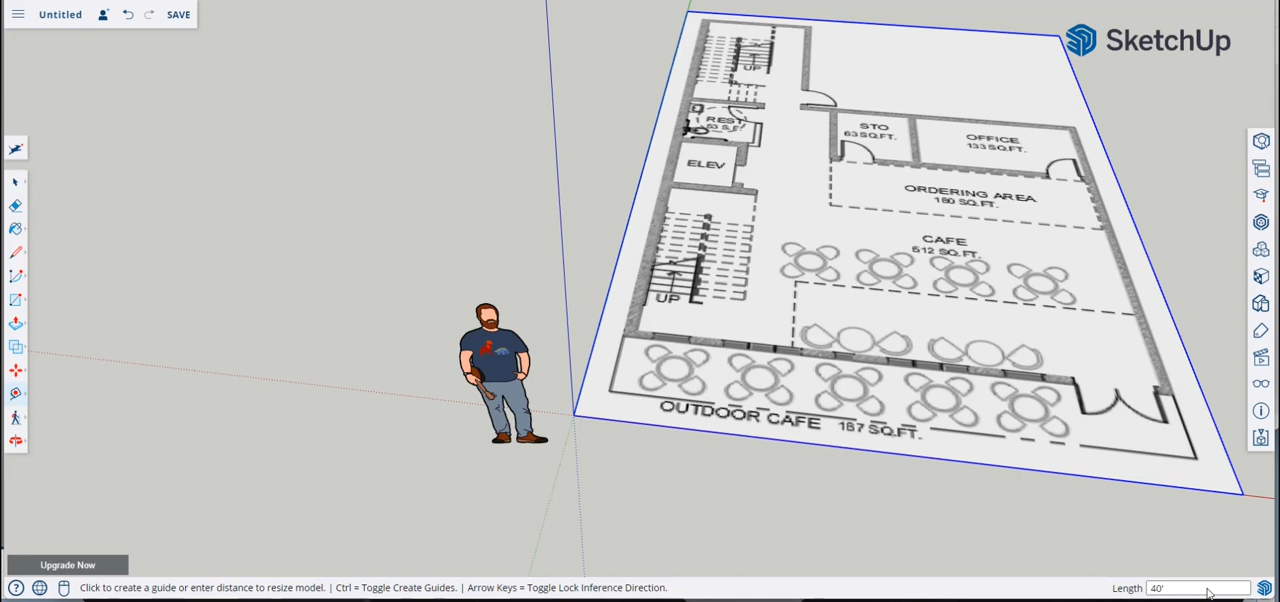 Untitled
SAVE
SketchUp
UP
REST
53 S.F.
STO
63 SQ.FT.
OFFICE
133 SQ.FT.
ELEV
ORDERING AREA
180 SQ.FT.
CAFE
512 SQ.FT.
UP
OUTDOOR CAFE 187 SQ.FT.
Upgrade Now
Click to create a guide or enter distance to resize model. | Ctrl = Toggle Create Guides. | Arrow Keys = Toggle Lock Inference Direction.
Length 40'